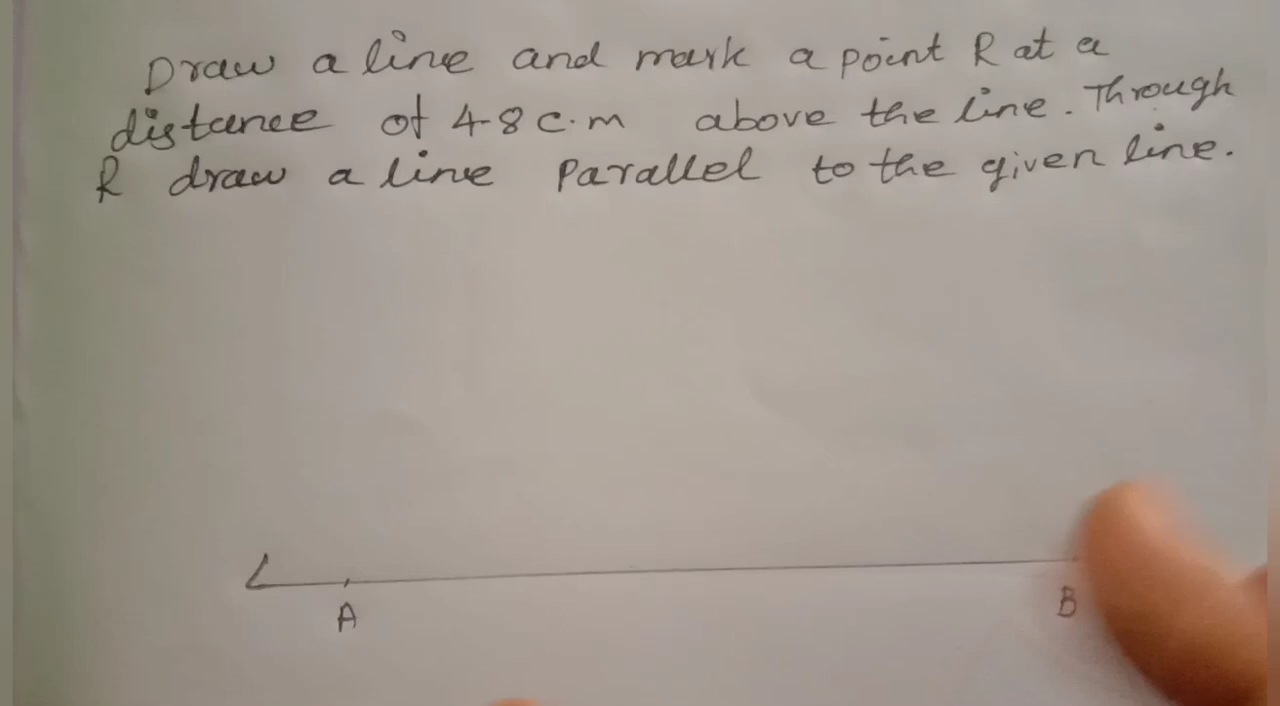 Draw a line and mark a point R at a
distance of 4.8 c.m above the line. Through
R draw a line parallel to the given line.
A
B